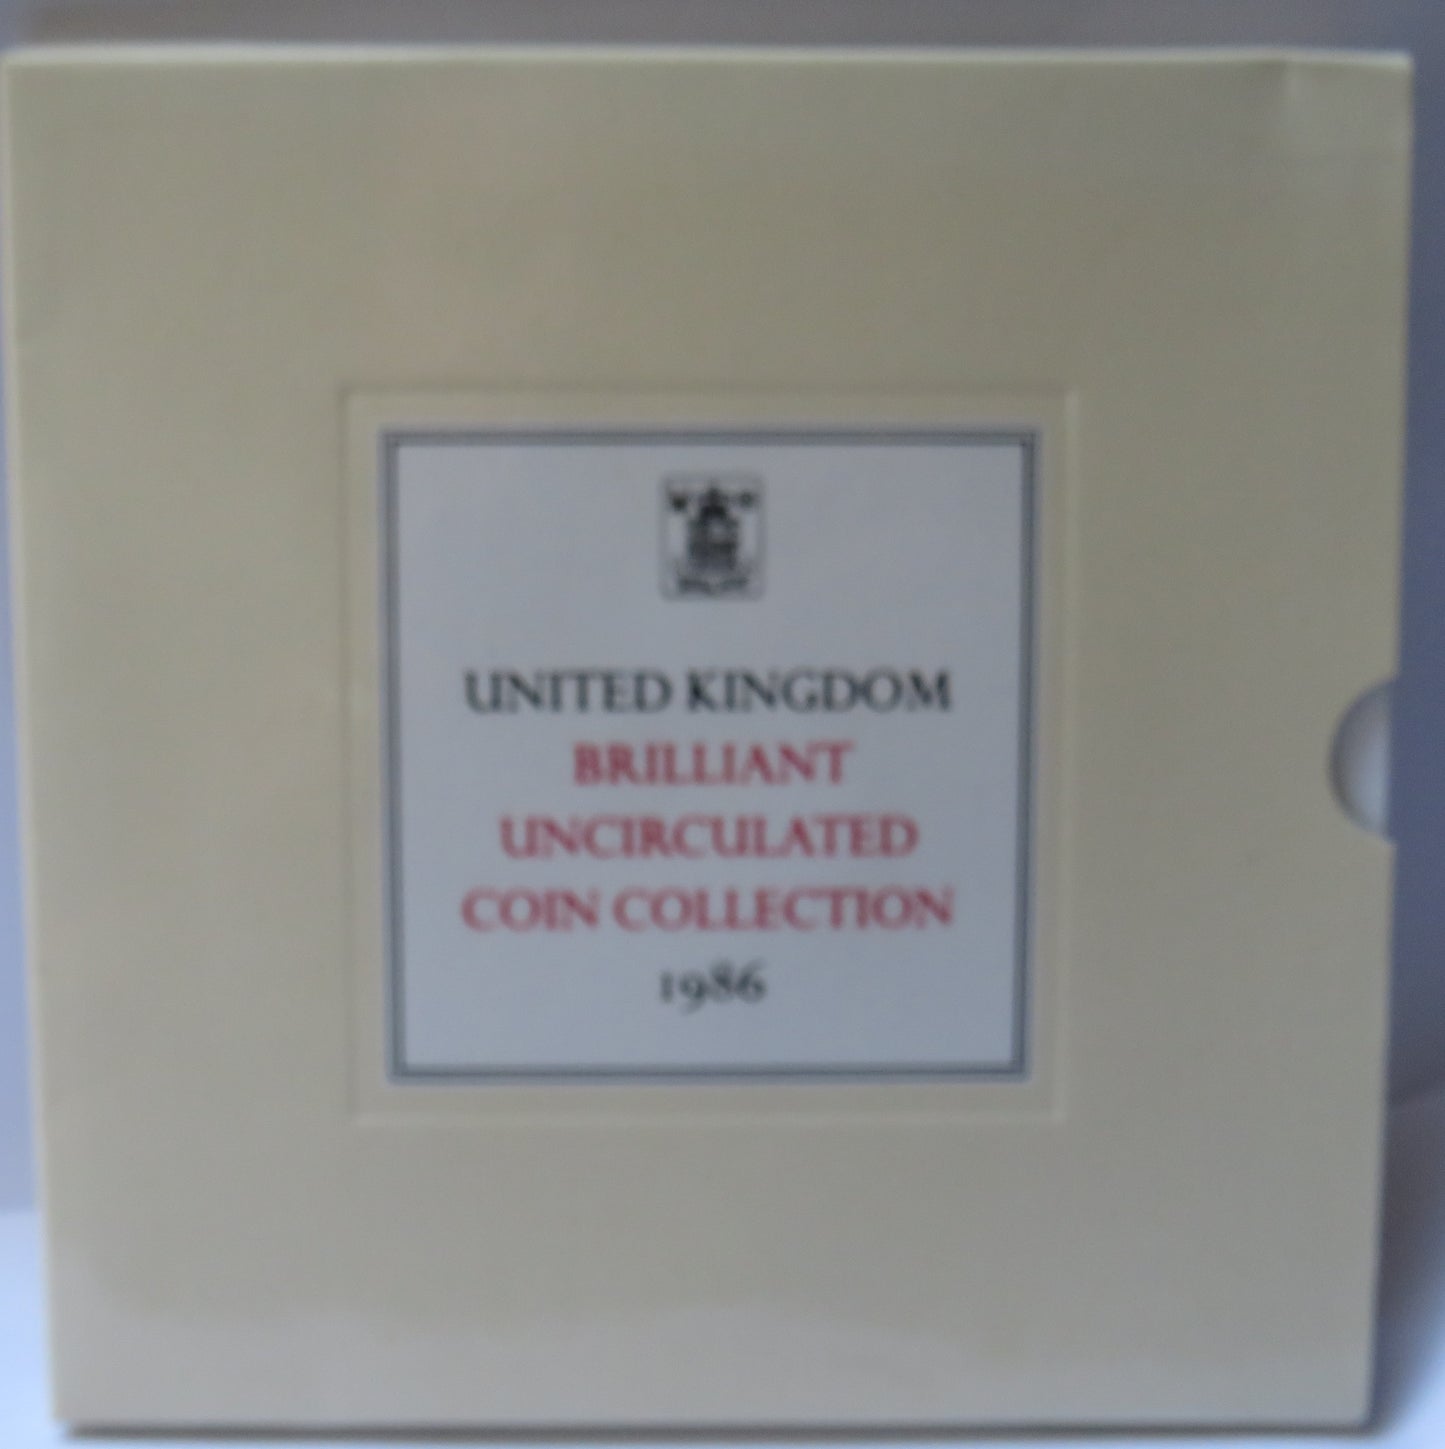 UNITED KINGDOM
BRILLIANT
UNCIRCULATED
COIN COLLECTION
1986